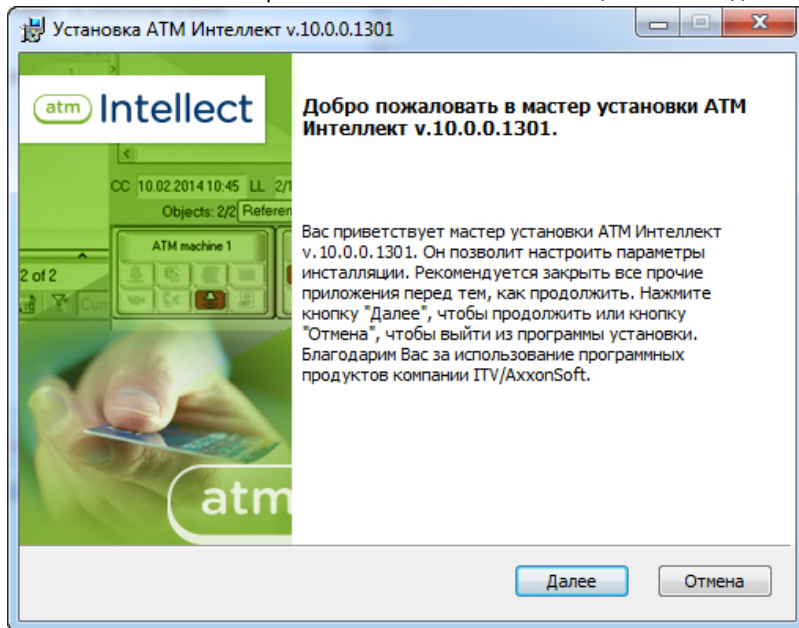 Установка АТМ Интеллект v.10.0.0.1301
atm Intellect
CC 10.02.2014 10:45 LL
Objects: 2/2
ATM machine 1
2 of 2
atm
Добро пожаловать в мастер установки АТМ
Интеллект v.10.0.0.1301.
Вас приветствует мастер установки АТМ Интеллект
v.10.0.0.1301. Он позволит настроить параметры
инсталляции. Рекомендуется закрыть все прочие
приложения перед тем, как продолжить. Нажмите
кнопку "Далее", чтобы продолжить или кнопку
"Отмена", чтобы выйти из программы установки.
Благодарим Вас за использование программных
продуктов компании ITV/AxxonSoft.
Далее
Отмена